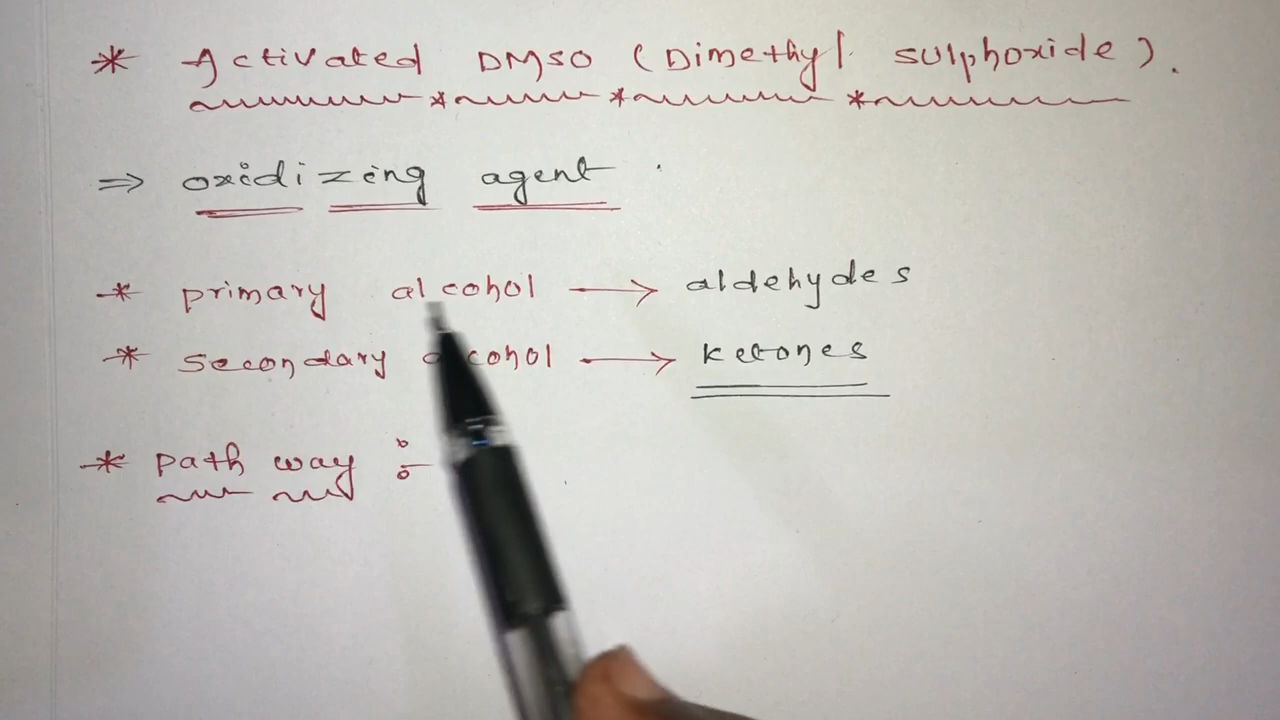 * Activated DMSO (Dimethyl sulphoxide).
⇒ oxidizing agent.
* primary alcohol → aldehydes
* secondary alcohol → ketones
* path way :-